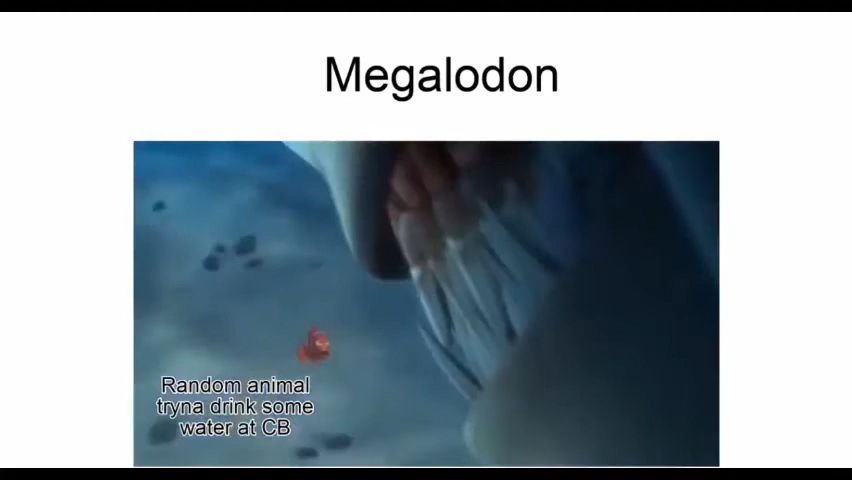 Megalodon
Random animal
tryna drink some
water at CB